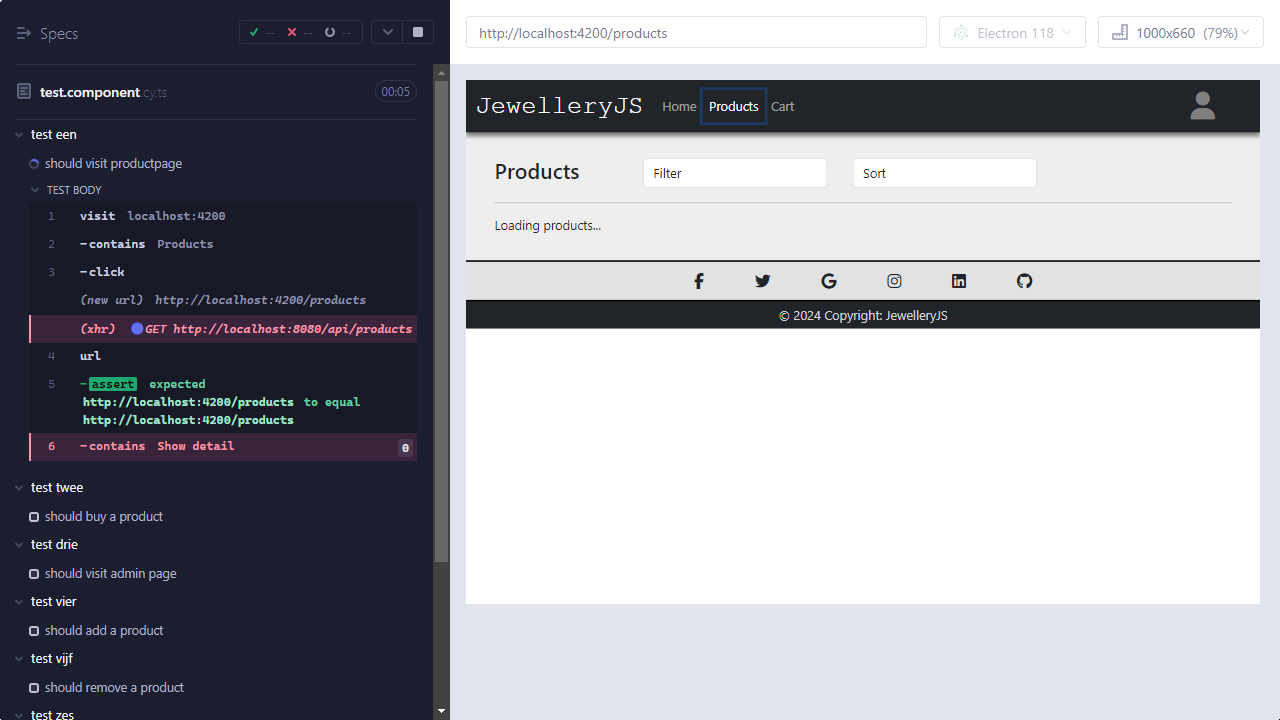 Specs
-- -- --
test.component.cy.ts
00:05
test een
should visit productpage
TEST BODY
1 visit localhost:4200
2 -contains Products
3 -click
(new url) http://localhost:4200/products
(xhr) GET http://localhost:8080/api/products
4 url
5 -assert expected
http://localhost:4200/products to equal
http://localhost:4200/products
6 -contains Show detail 0
test twee
should buy a product
test drie
should visit admin page
test vier
should add a product
test vijf
should remove a product
test zes
http://localhost:4200/products
Electron 118
1000x660 (79%)
JewelleryJS Home Products Cart
Products
Filter
Sort
Loading products...
© 2024 Copyright: JewelleryJS